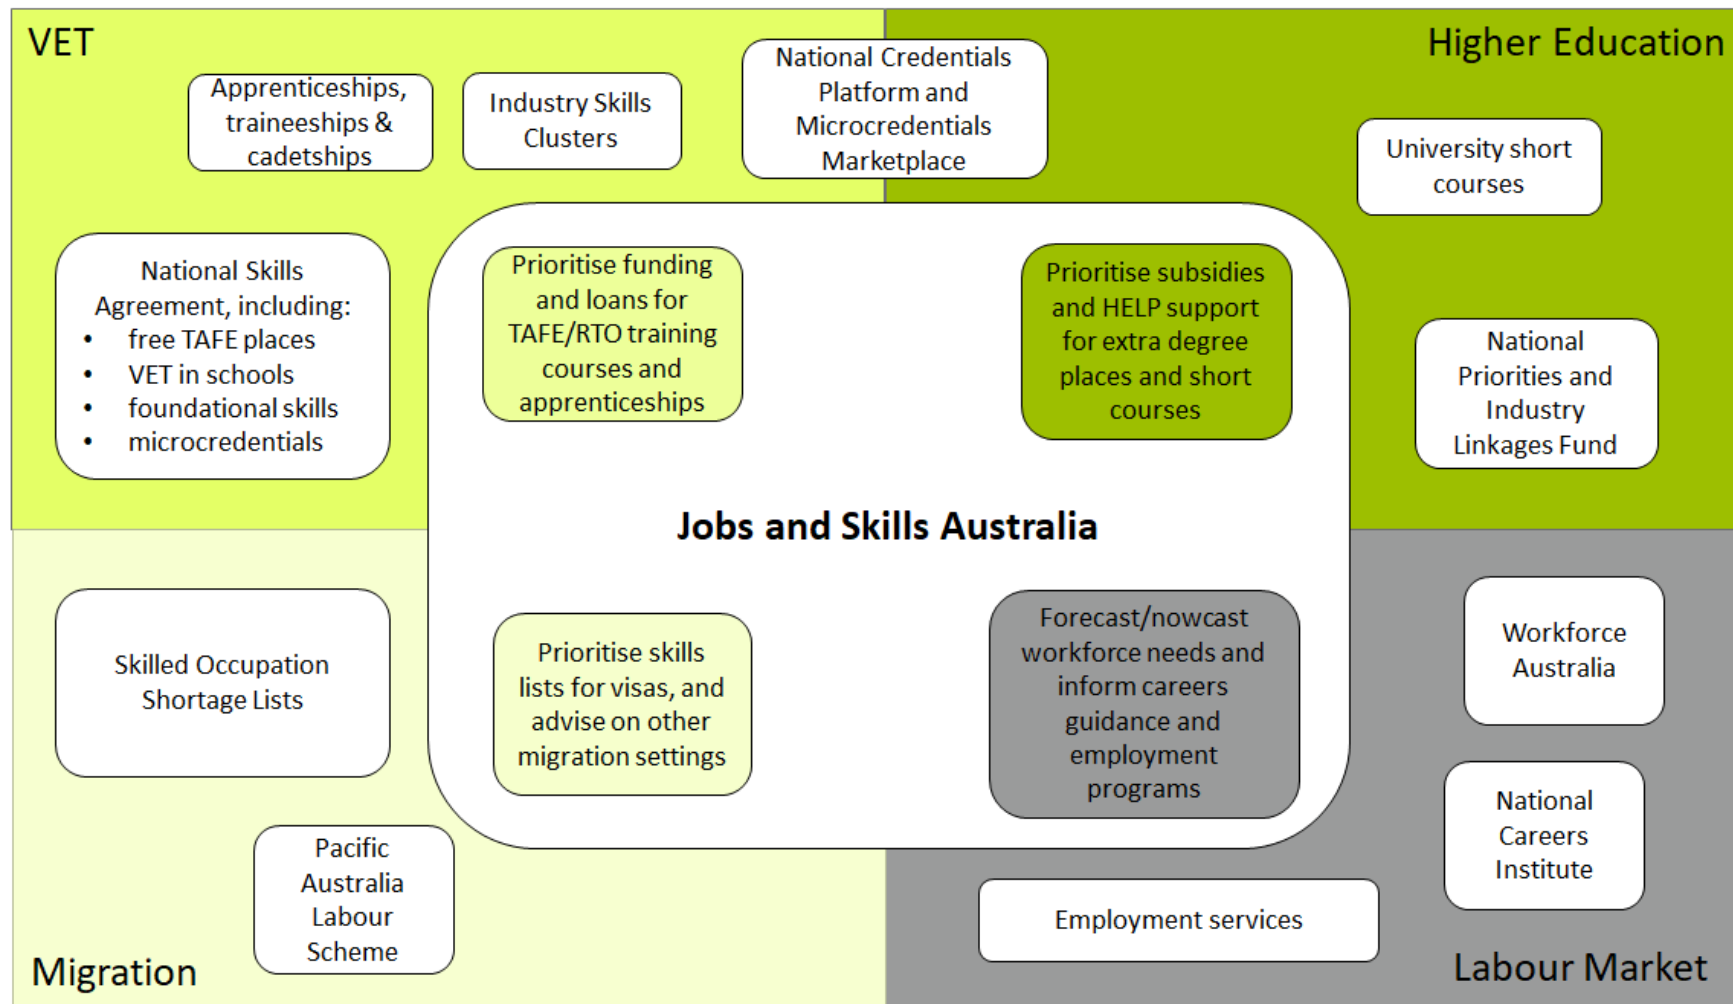 VET
Higher Education
Apprenticeships,
traineeships &
cadetships
Industry Skills
Clusters
National Credentials
Platform and
Microcredentials
Marketplace
University short
courses
National Skills
Agreement, including:
• free TAFE places
• VET in schools
• foundational skills
• microcredentials
Prioritise funding
and loans for
TAFE/RTO training
courses and
apprenticeships
Prioritise subsidies
and HELP support
for extra degree
places and short
courses
National
Priorities and
Industry
Linkages Fund
Jobs and Skills Australia
Skilled Occupation
Shortage Lists
Prioritise skills
lists for visas, and
advise on other
migration settings
Forecast/nowcast
workforce needs and
inform careers
guidance and
employment
programs
Workforce
Australia
National
Careers
Institute
Pacific
Australia
Labour
Scheme
Employment services
Migration
Labour Market